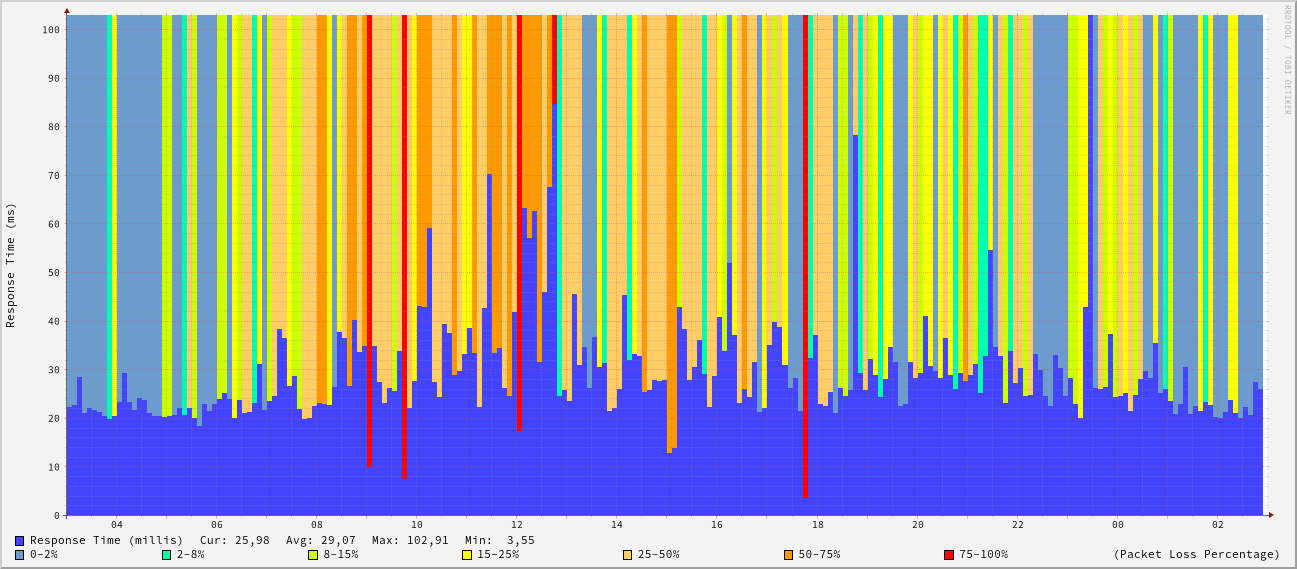 RRDTOOL / TOBI OETIKER
Response Time (ms)
100
90
80
70
60
50
40
30
20
10
0
04 06 08 10 12 14 16 18 20 22 00 02
Response Time (millis) Cur: 25,98 Avg: 29,07 Max: 102,91 Min: 3,55
0-2% 2-8% 8-15% 15-25% 25-50% 50-75% 75-100% (Packet Loss Percentage)